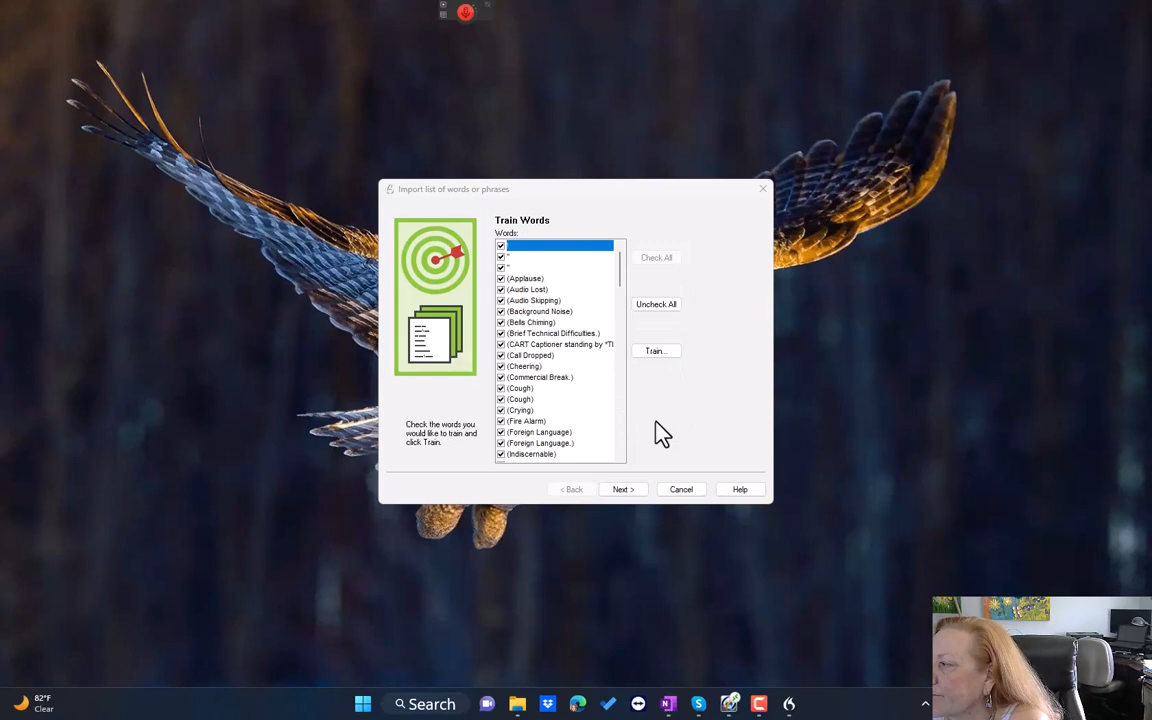 Import list of words or phrases
Train Words
Words:
"
"
(Applause)
(Audio Lost)
(Audio Skipping)
(Background Noise)
(Bells Chiming)
(Brief Technical Difficulties.)
(CART Captioner standing by "TI
(Call Dropped)
(Cheering)
(Commercial Break.)
(Cough)
(Cough)
(Crying)
(Fire Alarm)
(Foreign Language)
(Foreign Language.)
(Indiscernable)
Check All
Uncheck All
Train...
Check the words you
would like to train and
click Train.
< Back
Next >
Cancel
Help
82°F
Clear
Search